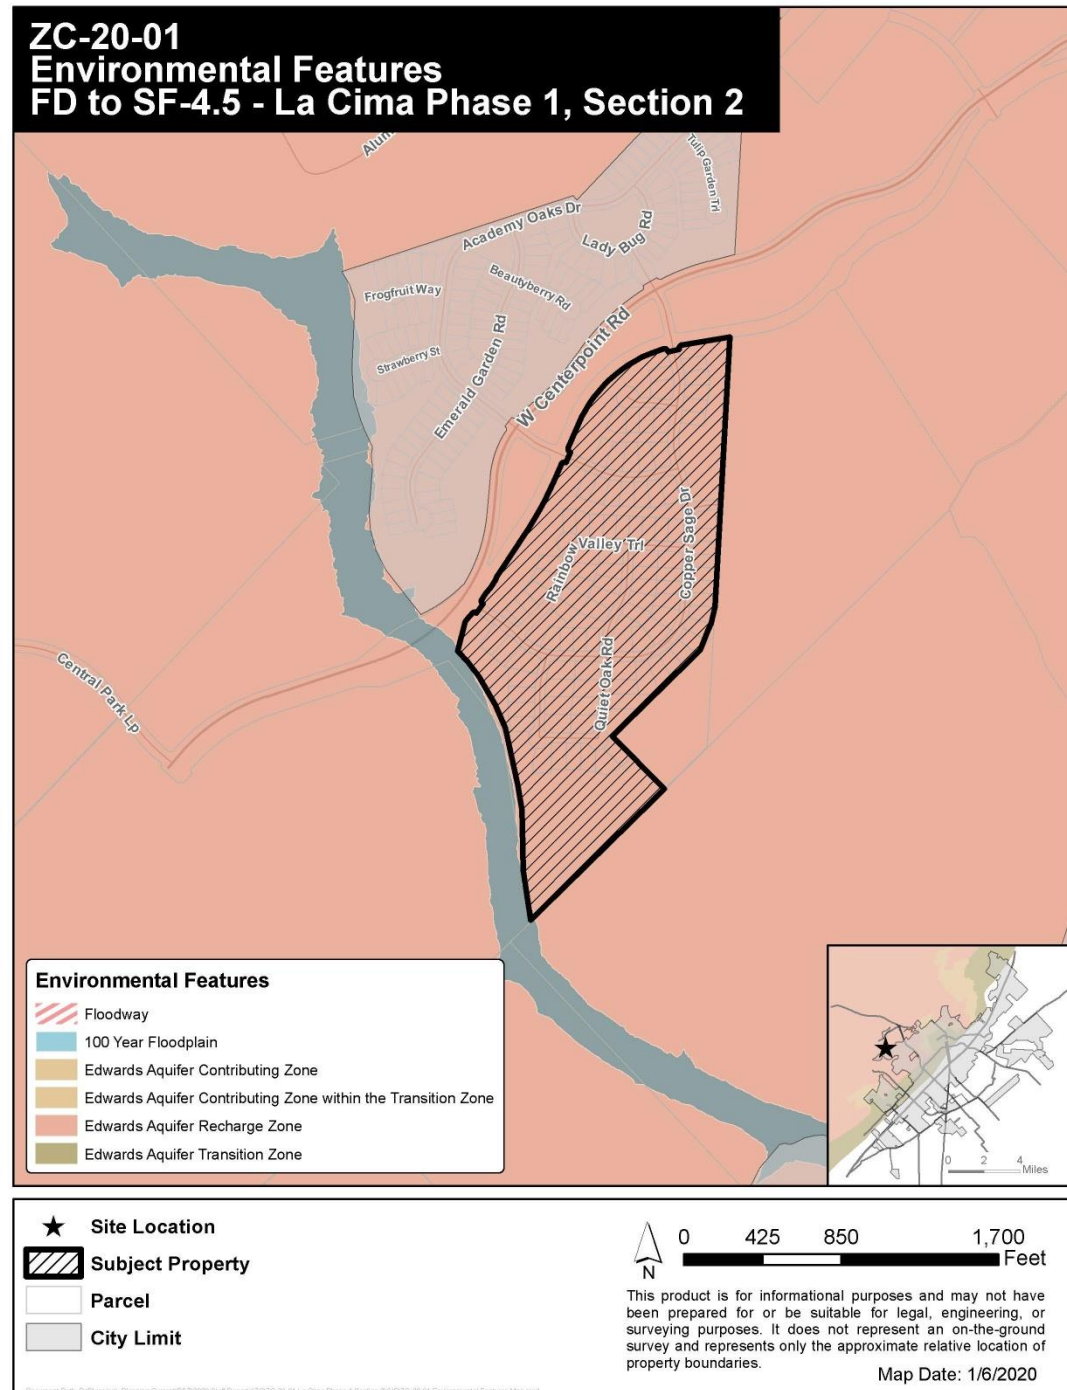 ZC-20-01
Environmental Features
FD to SF-4.5 - La Cima Phase 1, Section 2
Tulip Garden Trl
Academy Oaks Dr
Lady Bug Rd
Beautyberry Rd
Frogfruit Way
Strawberry St
Emerald Garden Rd
W Centerpoint Rd
Copper Sage Dr
Rainbow Valley Trl
Quiet Oak Rd
Central Park Lp
Environmental Features
Floodway
100 Year Floodplain
Edwards Aquifer Contributing Zone
Edwards Aquifer Contributing Zone within the Transition Zone
Edwards Aquifer Recharge Zone
Edwards Aquifer Transition Zone
0 2 4
Miles
Site Location
Subject Property
Parcel
City Limit
N
0 425 850 1,700
Feet
This product is for informational purposes and may not have
been prepared for or be suitable for legal, engineering, or
surveying purposes. It does not represent an on-the-ground
survey and represents only the approximate relative location of
property boundaries.
Map Date: 1/6/2020